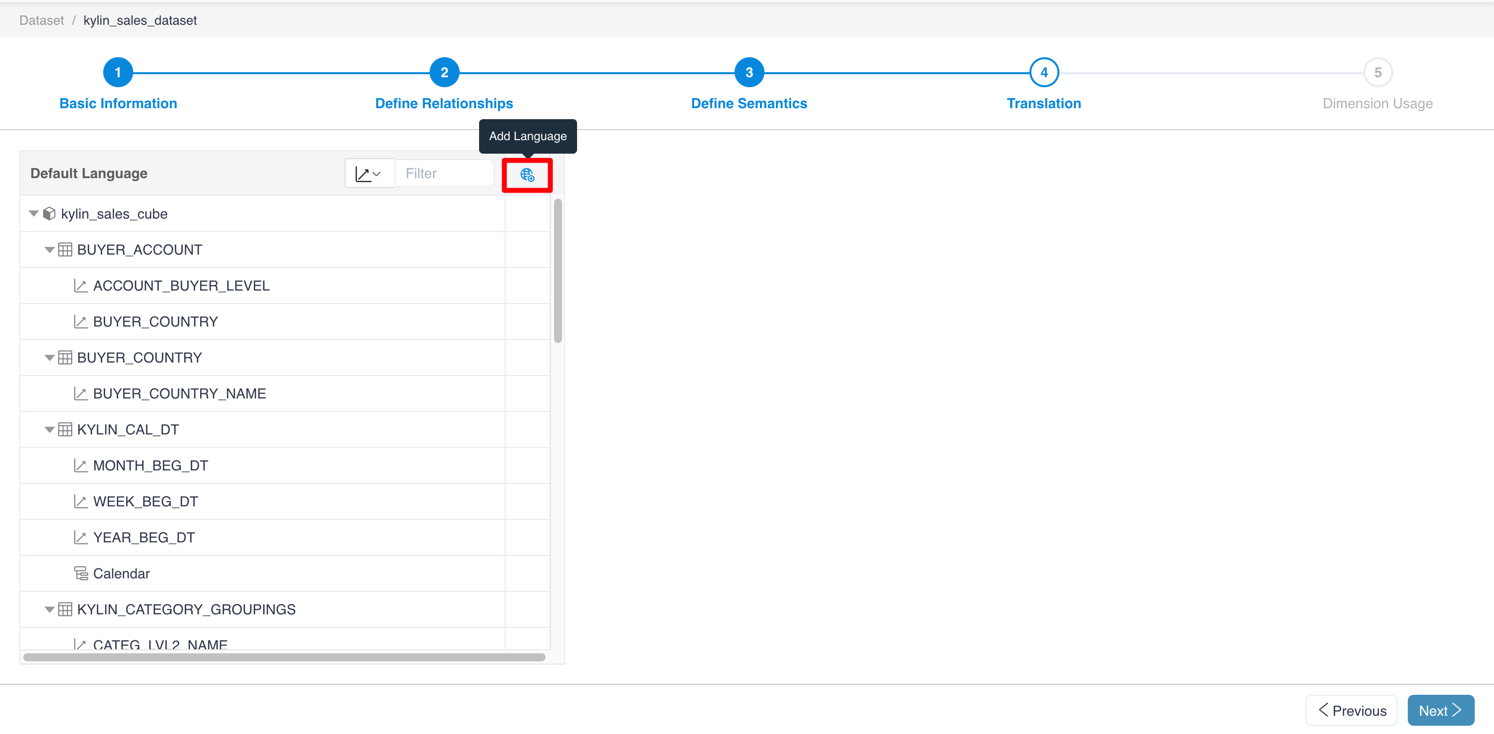 Dataset / kylin_sales_dataset
1 2 3 4 5
Basic Information Define Relationships Define Semantics Translation Dimension Usage
Add Language
Default Language Filter
kylin_sales_cube
BUYER_ACCOUNT
ACCOUNT_BUYER_LEVEL
BUYER_COUNTRY
BUYER_COUNTRY
BUYER_COUNTRY_NAME
KYLIN_CAL_DT
MONTH_BEG_DT
WEEK_BEG_DT
YEAR_BEG_DT
Calendar
KYLIN_CATEGORY_GROUPINGS
CATEG_LVL2_NAME
Previous Next